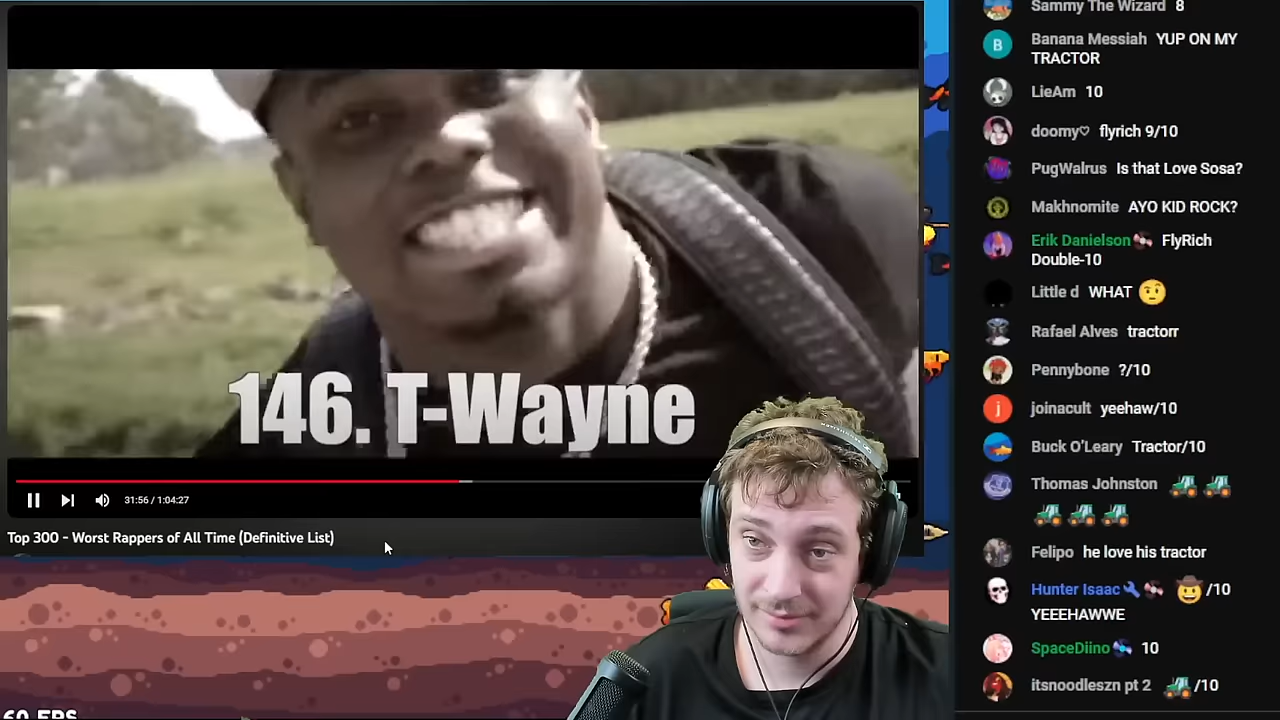 146. T-Wayne
31:56 / 1:04:27
Top 300 - Worst Rappers of All Time (Definitive List)
60 FPS
Sammy The Wizard 8
B
Banana Messiah YUP ON MY
TRACTOR
LieAm 10
doomy♡ flyrich 9/10
PugWalrus Is that Love Sosa?
Makhnomite AYO KID ROCK?
Erik Danielson FlyRich
Double-10
Little d WHAT 🤨
Rafael Alves tractorr
Pennybone ?/10
j
joinacult yeehaw/10
Buck O'Leary Tractor/10
Thomas Johnston 🚜 🚜
🚜 🚜 🚜
Felipo he love his tractor
Hunter Isaac🔧 🤠/10
YEEEHAWWE
SpaceDiino 10
itsnoodleszn pt 2 🚜/10